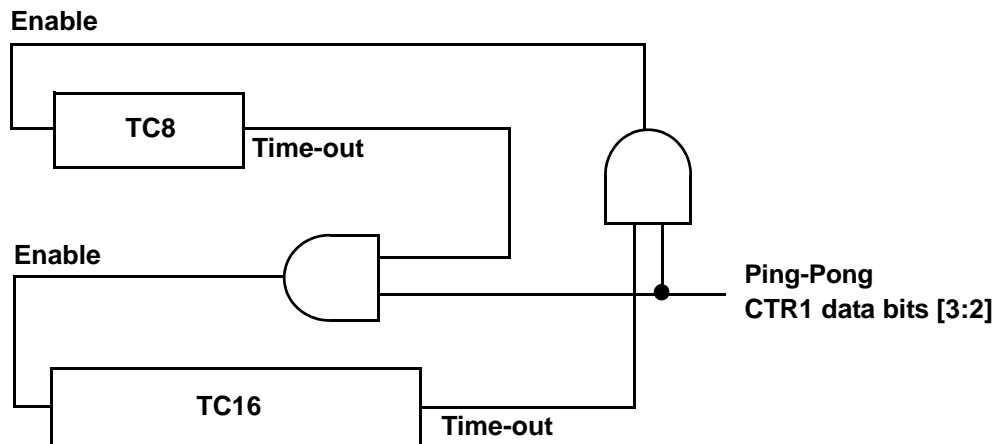 Enable
TC8
Time-out
Enable
Ping-Pong
CTR1 data bits [3:2]
TC16
Time-out